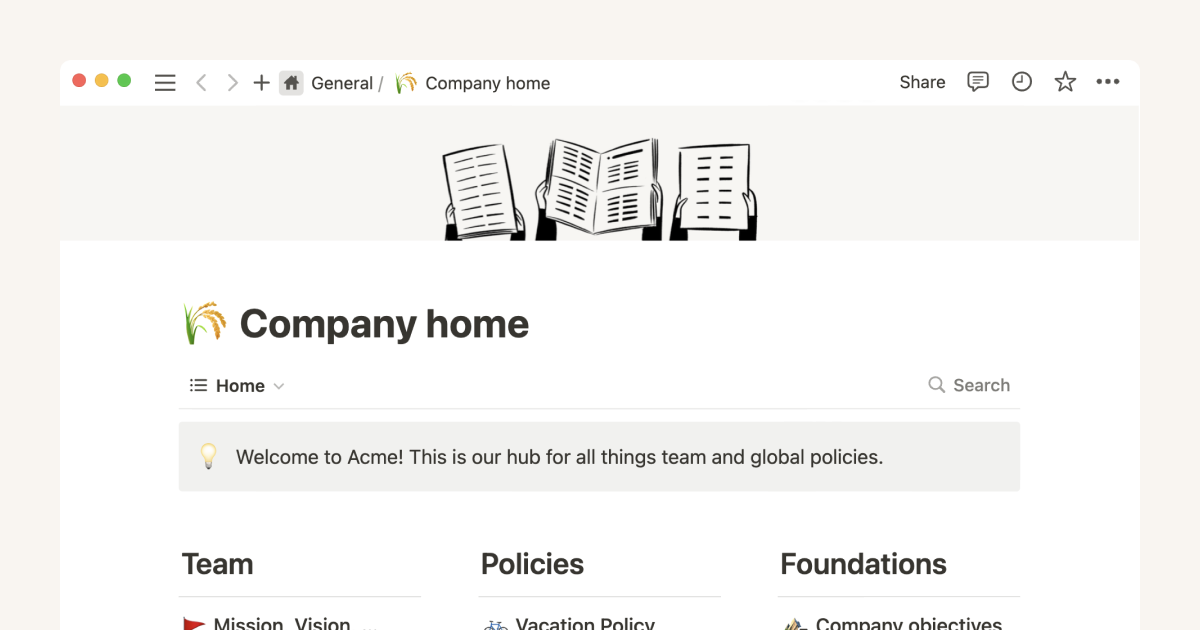 General / Company home
Share
Company home
Home
Search
Welcome to Acme! This is our hub for all things team and global policies.
Team
Policies
Foundations
Mission, Vision, ...
Vacation Policy
Company objectives